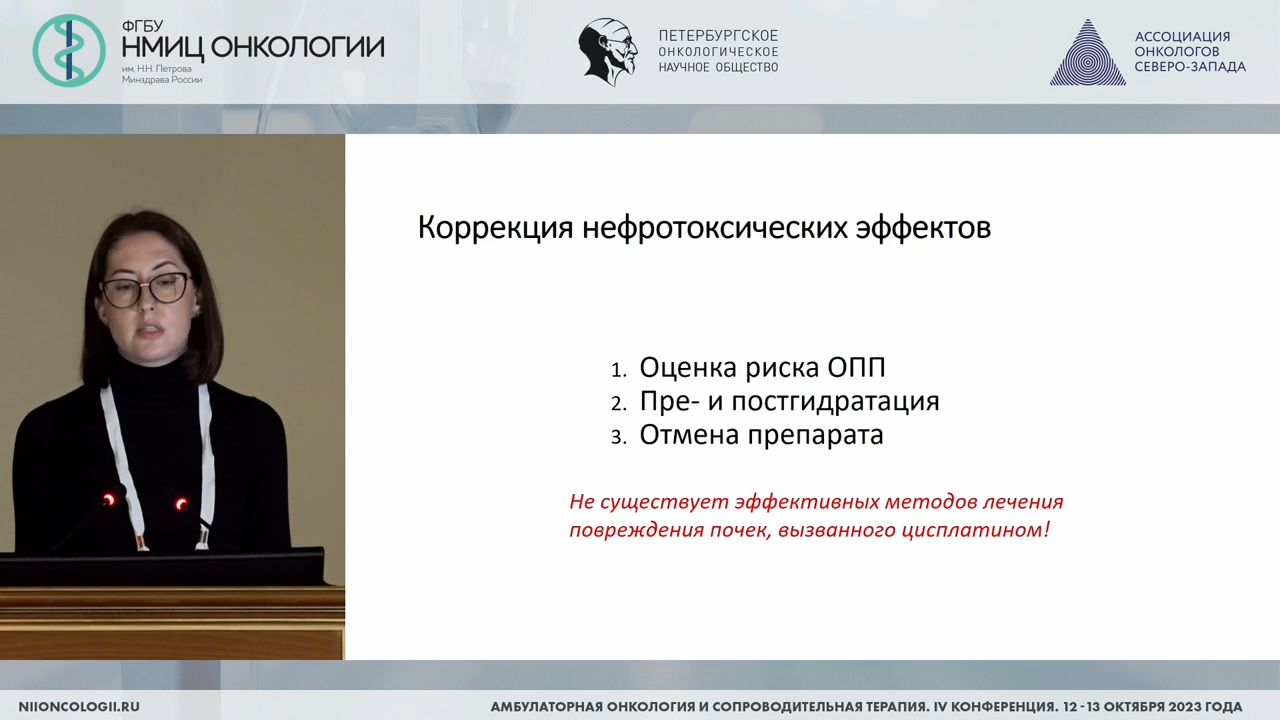 ФГБУ
НМИЦ ОНКОЛОГИИ
им. Н.Н. Петрова
Минздрава России
ПЕТЕРБУРГСКОЕ
ОНКОЛОГИЧЕСКОЕ
НАУЧНОЕ ОБЩЕСТВО
АССОЦИАЦИЯ
ОНКОЛОГОВ
СЕВЕРО-ЗАПАДА
Коррекция нефротоксических эффектов
1. Оценка риска ОПП
2. Пре- и постгидратация
3. Отмена препарата
Не существует эффективных методов лечения
повреждения почек, вызванного цисплатином!
NIIONCOLOGII.RU
АМБУЛАТОРНАЯ ОНКОЛОГИЯ И СОПРОВОДИТЕЛЬНАЯ ТЕРАПИЯ. IV КОНФЕРЕНЦИЯ. 12 - 13 ОКТЯБРЯ 2023 ГОДА